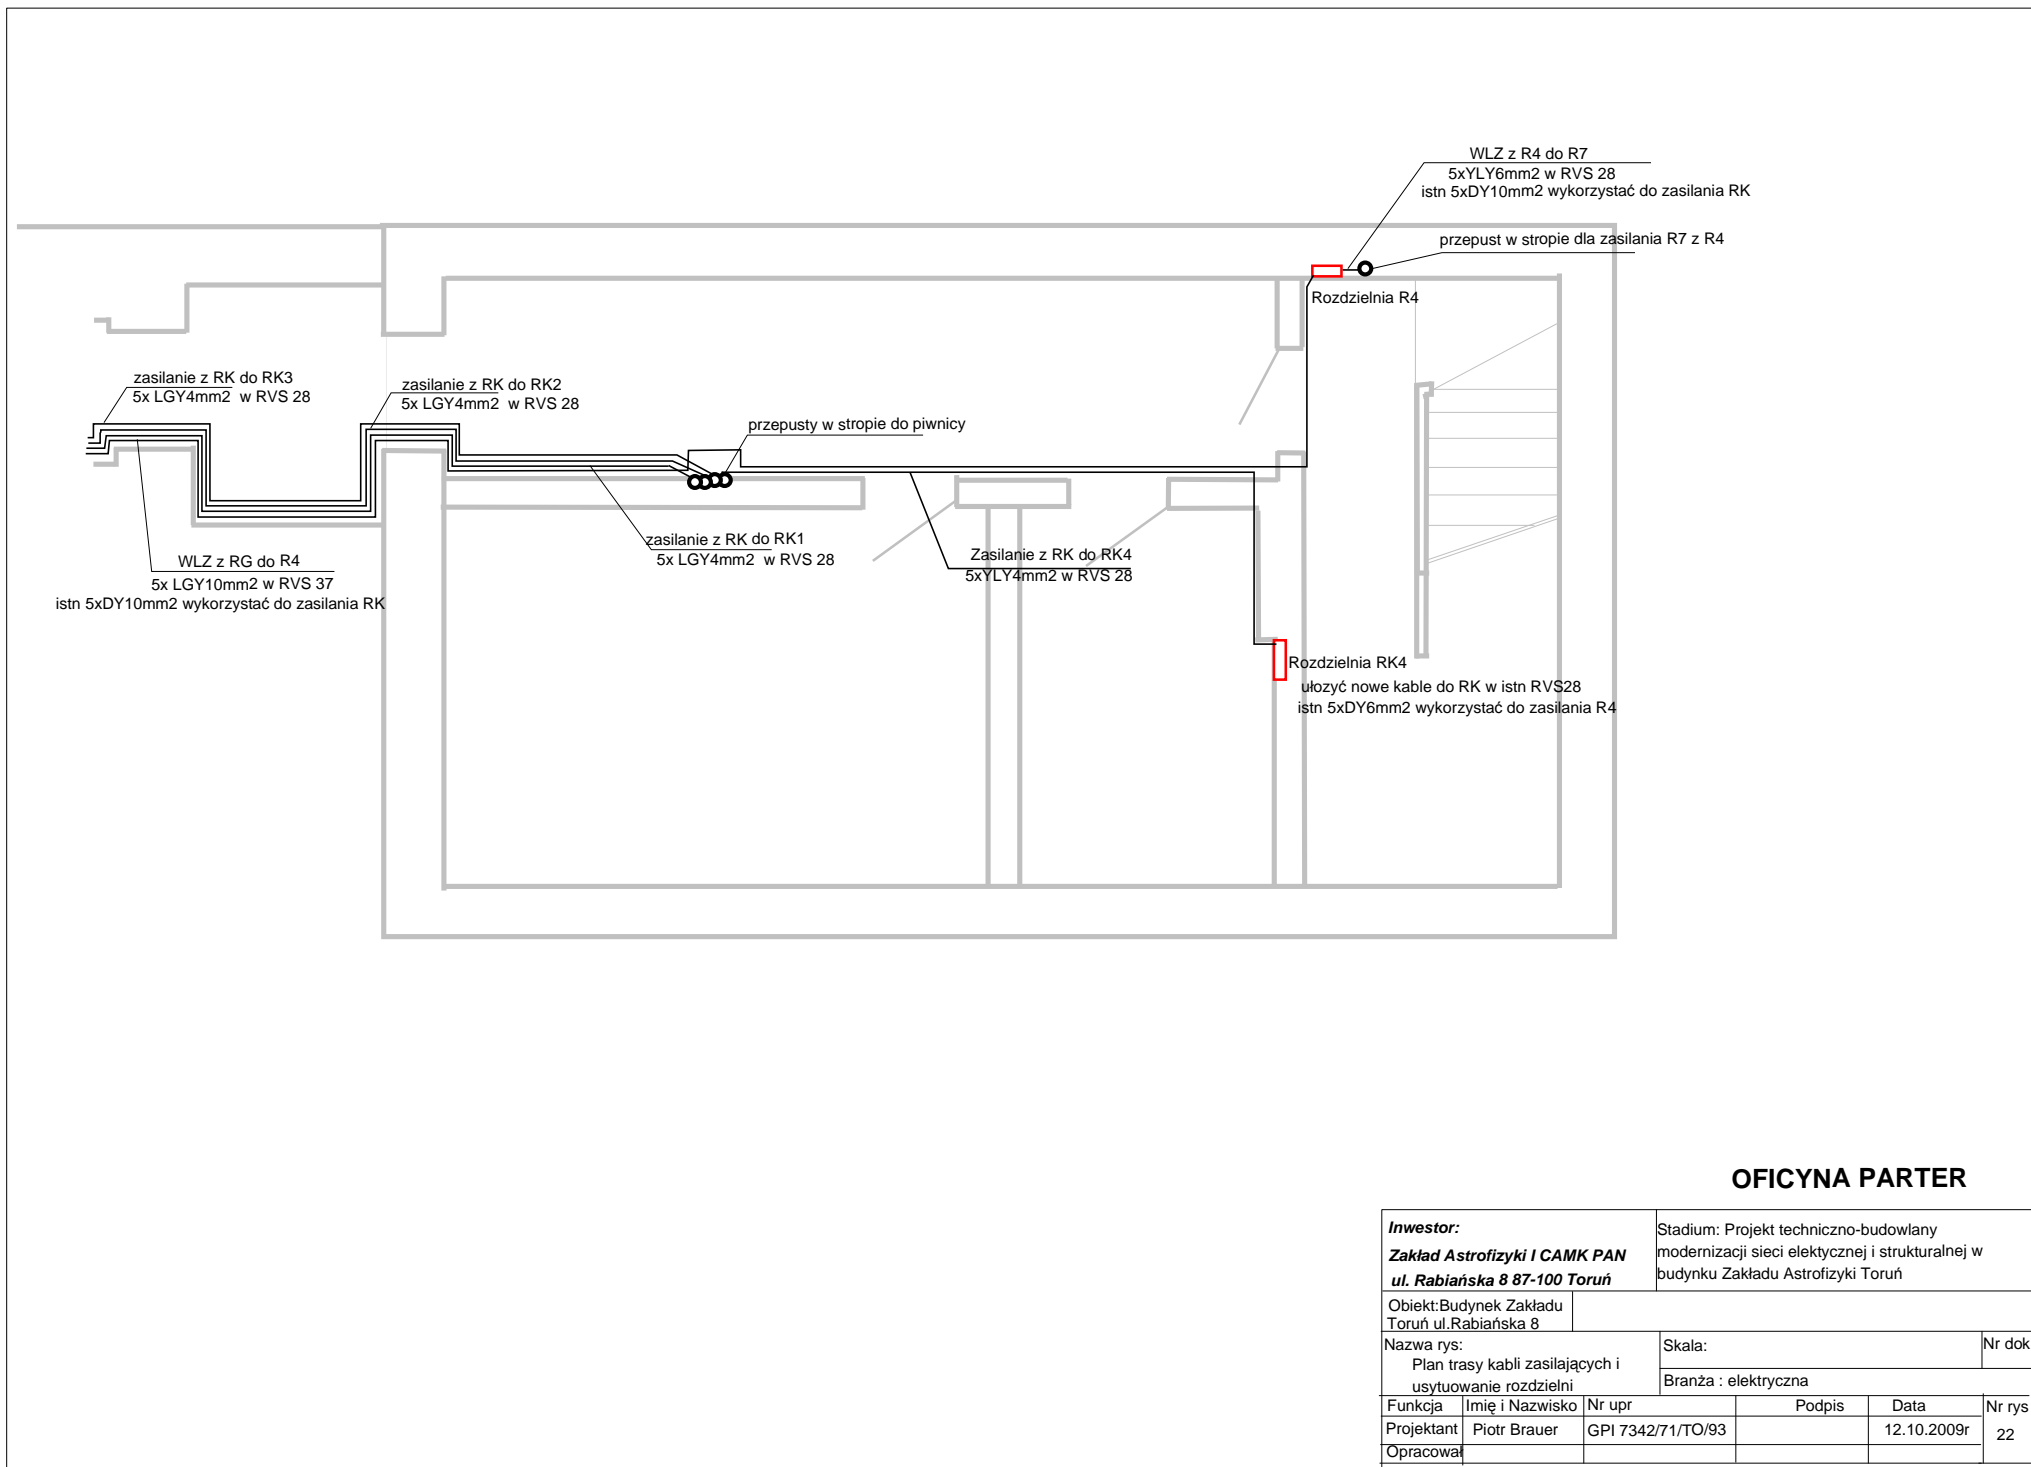 WLZ z R4 do R7
5xYLY6mm2 w RVS 28
istn 5xDY10mm2 wykorzystać do zasilania RK
przepust w stropie dla zasilania R7 z R4
Rozdzielnia R4
zasilanie z RK do RK3
5x LGY4mm2 w RVS 28
zasilanie z RK do RK2
5x LGY4mm2 w RVS 28
przepusty w stropie do piwnicy
zasilanie z RK do RK1
5x LGY4mm2 w RVS 28
Zasilanie z RK do RK4
5xYLY4mm2 w RVS 28
WLZ z RG do R4
5x LGY10mm2 w RVS 37
istn 5xDY10mm2 wykorzystać do zasilania RK
Rozdzielnia RK4
ułozyć nowe kable do RK w istn RVS28
istn 5xDY6mm2 wykorzystać do zasilania R4
OFICYNA PARTER
Inwestor:
Zakład Astrofizyki I CAMK PAN
ul. Rabiańska 8 87-100 Toruń
Stadium: Projekt techniczno-budowlany
modernizacji sieci elektycznej i strukturalnej w
budynku Zakładu Astrofizyki Toruń
Obiekt:Budynek Zakładu
Toruń ul.Rabiańska 8
Nazwa rys:
Plan trasy kabli zasilających i
usytuowanie rozdzielni
Skala:
Nr dok
Branża : elektryczna
Funkcja Imię i Nazwisko Nr upr Podpis Data Nr rys
Projektant Piotr Brauer GPI 7342/71/TO/93 12.10.2009r 22
Opracował